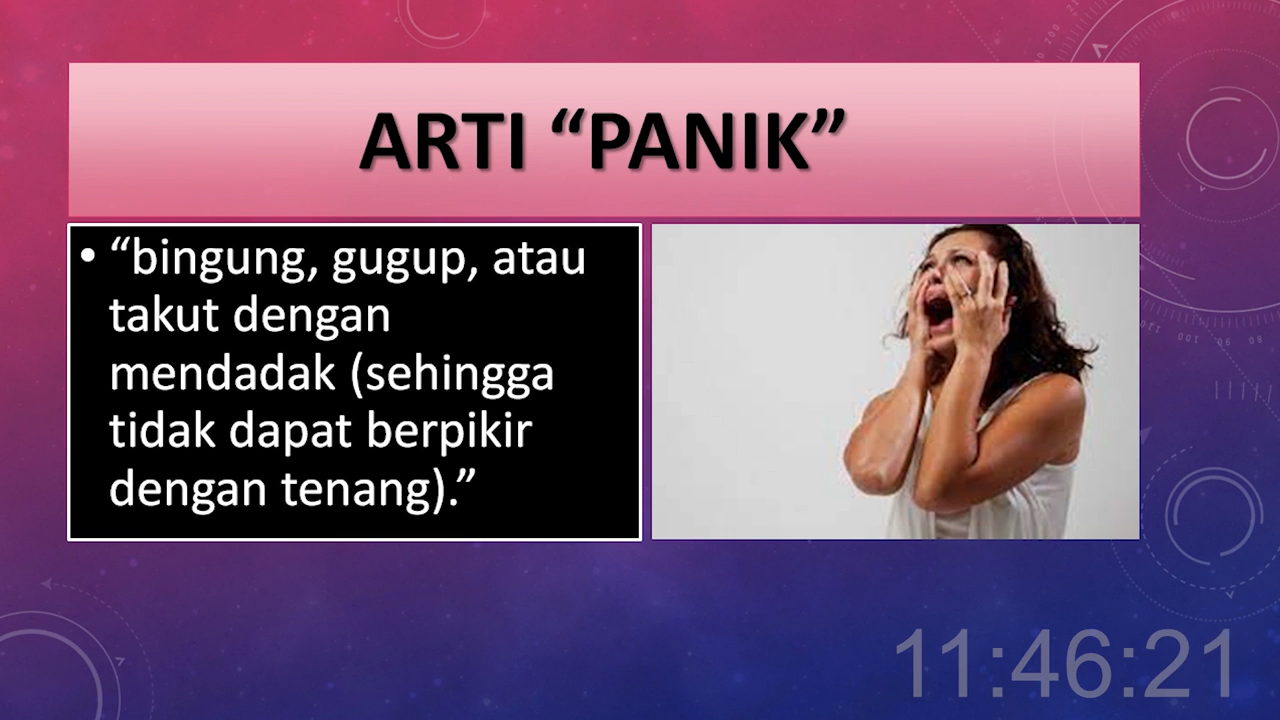 ARTI “PANIK”
• “bingung, gugup, atau
takut dengan
mendadak (sehingga
tidak dapat berpikir
dengan tenang).”
11:46:21